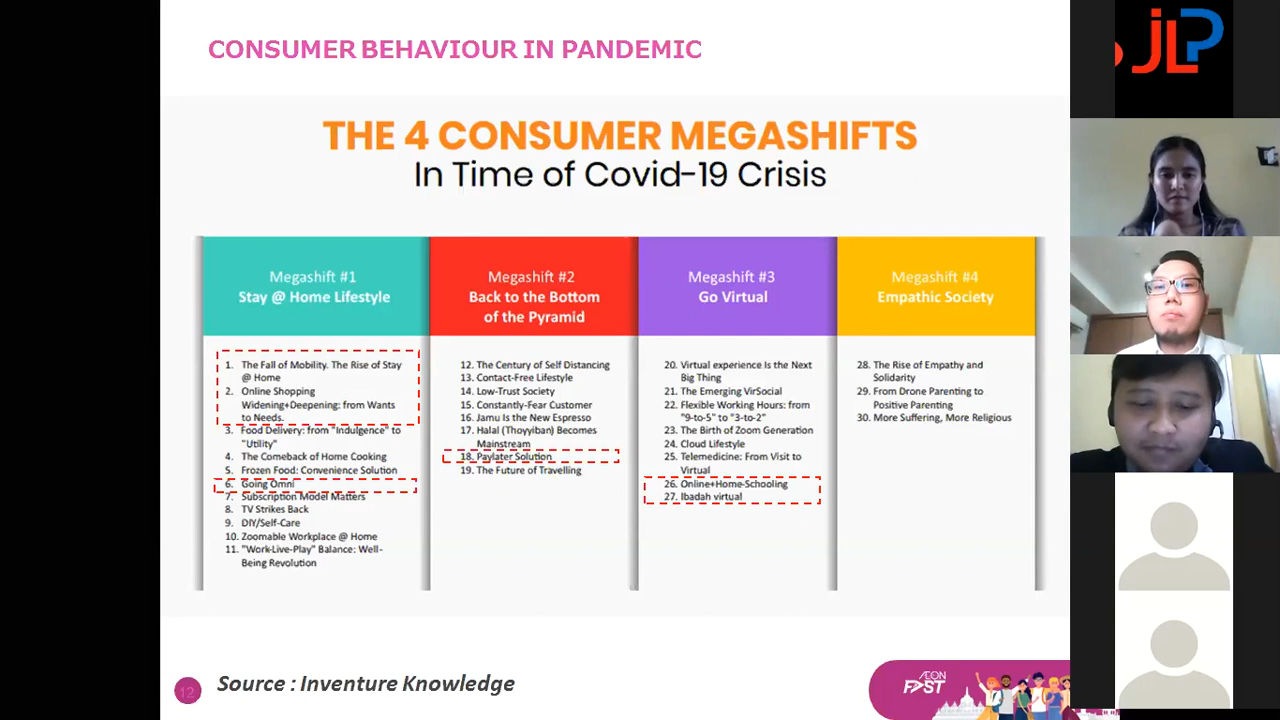 CONSUMER BEHAVIOUR IN PANDEMIC
THE 4 CONSUMER MEGASHIFTS
In Time of Covid-19 Crisis
Megashift #1
Stay @ Home Lifestyle
1. The Fall of Mobility. The Rise of Stay
@ Home
2. Online Shopping
Widening+Deepening: from Wants
to Needs.
3. Food Delivery: from "Indulgence" to
"Utility"
4. The Comeback of Home Cooking
5. Frozen Food: Convenience Solution
6. Going Omni
7. Subscription Model Matters
8. TV Strikes Back
9. DIY/Self-Care
10. Zoomable Workplace @ Home
11. "Work-Live-Play" Balance: Well-
Being Revolution
Megashift #2
Back to the Bottom
of the Pyramid
12. The Century of Self Distancing
13. Contact-Free Lifestyle
14. Low-Trust Society
15. Constantly-Fear Customer
16. Jamu Is the New Espresso
17. Halal (Thoyyiban) Becomes
Mainstream
18. Paylater Solution
19. The Future of Travelling
Megashift #3
Go Virtual
20. Virtual experience Is the Next
Big Thing
21. The Emerging VirSocial
22. Flexible Working Hours: from
"9-to-5" to "3-to-2"
23. The Birth of Zoom Generation
24. Cloud Lifestyle
25. Telemedicine: From Visit to
Virtual
26. Online+Home-Schooling
27. Ibadah virtual
Megashift #4
Empathic Society
28. The Rise of Empathy and
Solidarity
29. From Drone Parenting to
Positive Parenting
30. More Suffering, More Religious
12
Source : Inventure Knowledge
ÆON
FAST
JLP